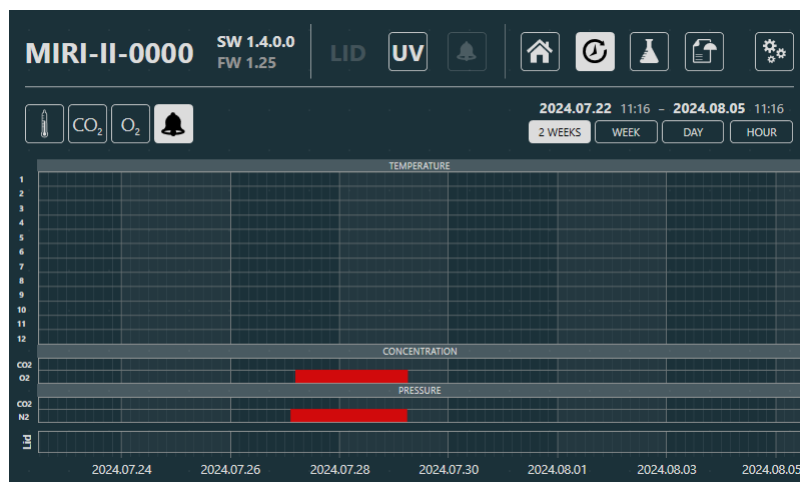 MIRI-II-0000 SW 1.4.0.0 LID UV
FW 1.25
2024.07.22 11:16 - 2024.08.05 11:16
CO2 O2 2 WEEKS WEEK DAY HOUR
TEMPERATURE
1
2
3
4
5
6
7
8
9
10
11
12
CONCENTRATION
CO2
O2
PRESSURE
CO2
N2
Lid
2024.07.24 2024.07.26 2024.07.28 2024.07.30 2024.08.01 2024.08.03 2024.08.05